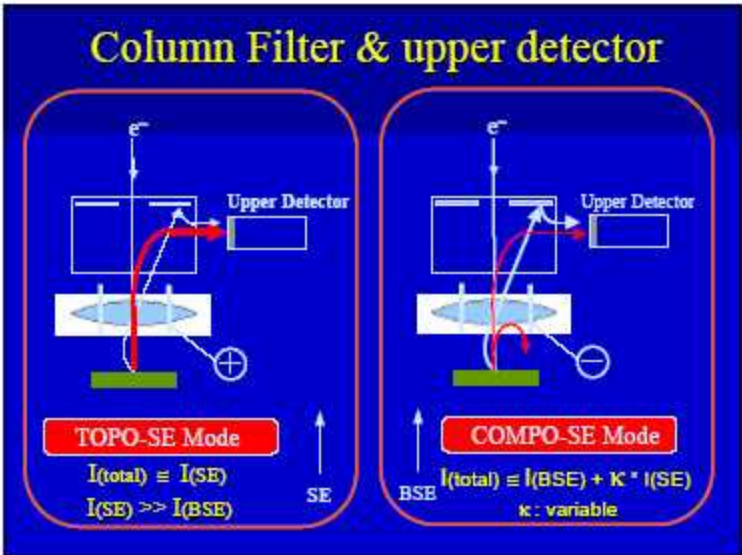 Column Filter & upper detector
e⁻
Upper Detector
+
TOPO-SE Mode
I(total) ≡ I(SE)
I(SE) >> I(BSE)
SE
e⁻
Upper Detector
−
COMPO-SE Mode
BSE
I(total) ≡ I(BSE) + K * I(SE)
κ : variable